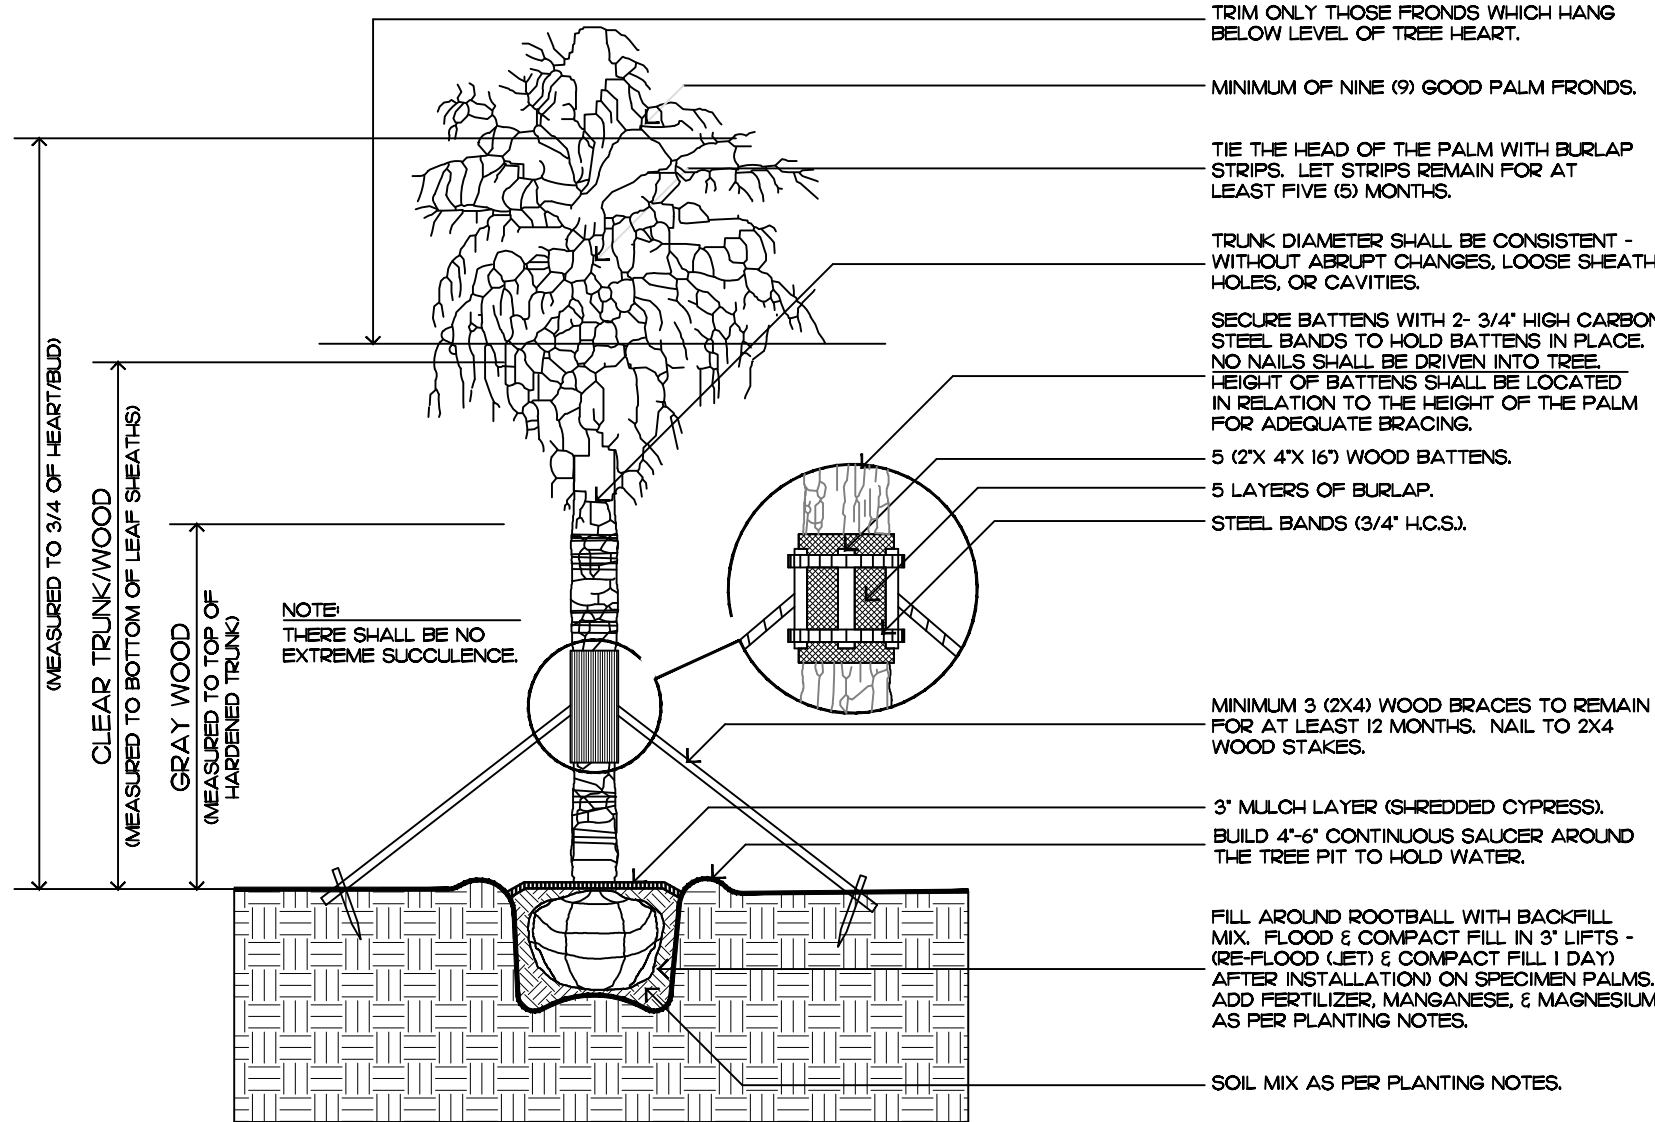 TRIM ONLY THOSE FRONDS WHICH HANG
BELOW LEVEL OF TREE HEART.
MINIMUM OF NINE (9) GOOD PALM FRONDS.
TIE THE HEAD OF THE PALM WITH BURLAP
STRIPS. LET STRIPS REMAIN FOR AT
LEAST FIVE (5) MONTHS.
TRUNK DIAMETER SHALL BE CONSISTENT -
WITHOUT ABRUPT CHANGES, LOOSE SHEATH
HOLES, OR CAVITIES.
SECURE BATTENS WITH 2- 3/4" HIGH CARBON
STEEL BANDS TO HOLD BATTENS IN PLACE.
NO NAILS SHALL BE DRIVEN INTO TREE.
HEIGHT OF BATTENS SHALL BE LOCATED
IN RELATION TO THE HEIGHT OF THE PALM
FOR ADEQUATE BRACING.
5 (2"X 4"X 16") WOOD BATTENS.
5 LAYERS OF BURLAP.
STEEL BANDS (3/4" H.C.S.).
MINIMUM 3 (2X4) WOOD BRACES TO REMAIN
FOR AT LEAST 12 MONTHS. NAIL TO 2X4
WOOD STAKES.
3" MULCH LAYER (SHREDDED CYPRESS).
BUILD 4"-6" CONTINUOUS SAUCER AROUND
THE TREE PIT TO HOLD WATER.
FILL AROUND ROOTBALL WITH BACKFILL
MIX. FLOOD & COMPACT FILL IN 3" LIFTS -
(RE-FLOOD (JET) & COMPACT FILL 1 DAY)
AFTER INSTALLATION) ON SPECIMEN PALMS.
ADD FERTILIZER, MANGANESE, & MAGNESIUM
AS PER PLANTING NOTES.
SOIL MIX AS PER PLANTING NOTES.
(MEASURED TO 3/4 OF HEART/BUD)
CLEAR TRUNK/WOOD
(MEASURED TO BOTTOM OF LEAF SHEATHS)
GRAY WOOD
(MEASURED TO TOP OF
HARDENED TRUNK)
NOTE:
THERE SHALL BE NO
EXTREME SUCCULENCE.